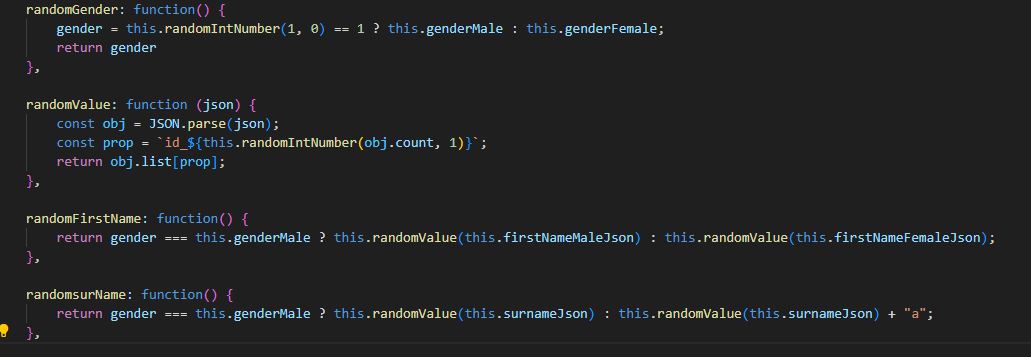 randomGender: function() {
gender = this.randomIntNumber(1, 0) == 1 ? this.genderMale : this.genderFemale;
return gender
},
randomValue: function (json) {
const obj = JSON.parse(json);
const prop = `id_${this.randomIntNumber(obj.count, 1)}`;
return obj.list[prop];
},
randomFirstName: function() {
return gender === this.genderMale ? this.randomValue(this.firstNameMaleJson) : this.randomValue(this.firstNameFemaleJson);
},
randomsurName: function() {
return gender === this.genderMale ? this.randomValue(this.surnameJson) : this.randomValue(this.surnameJson) + "a";
},